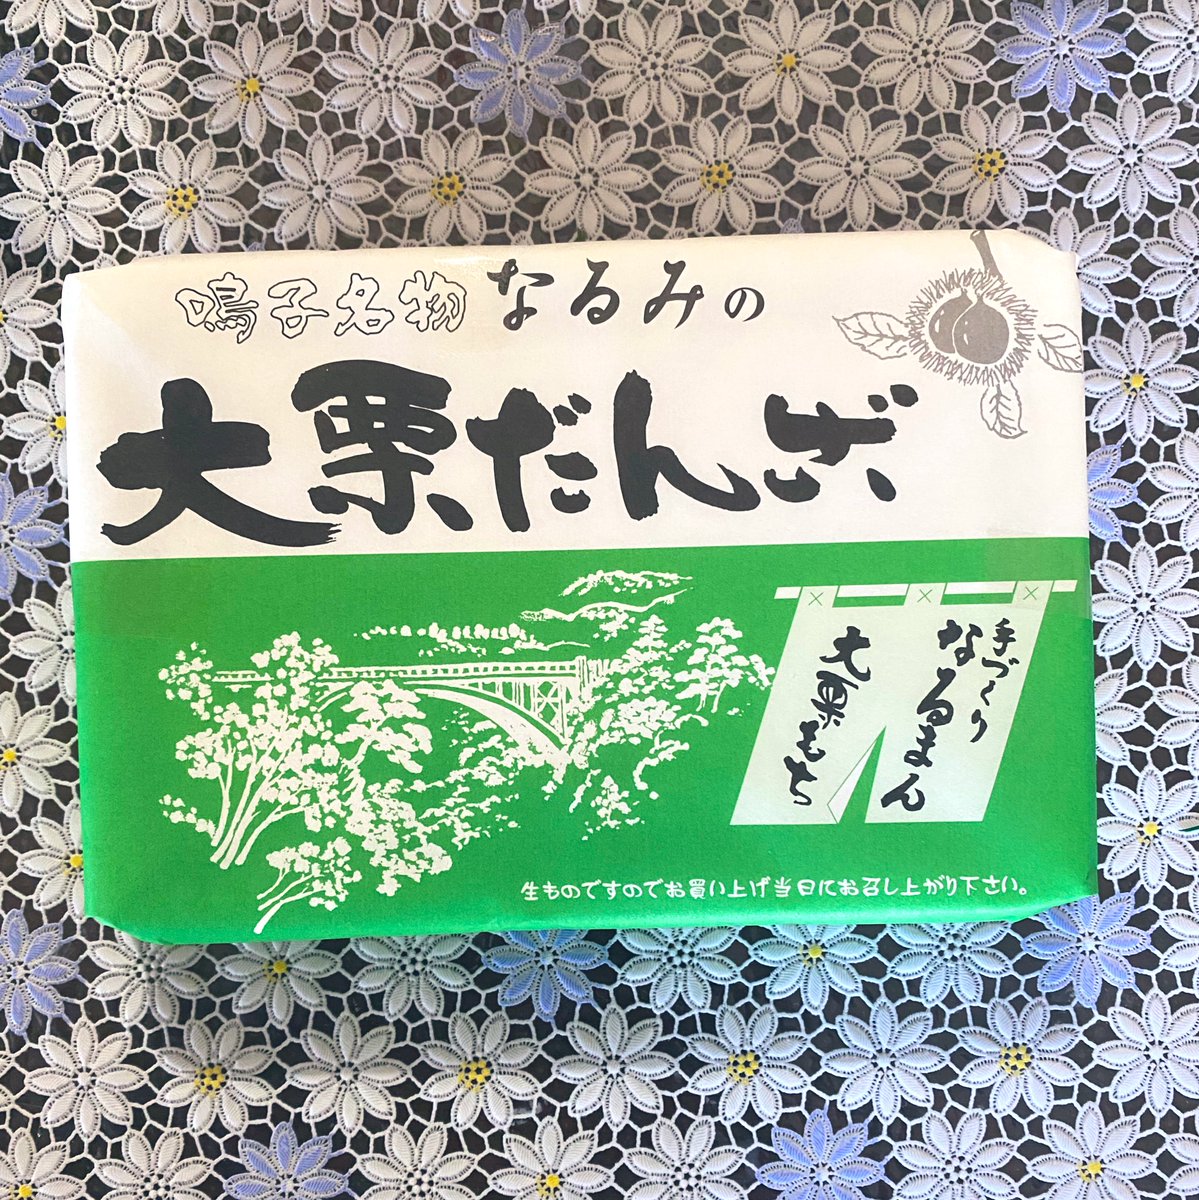 鳴子名物 なるみの
大栗だんご
手づくり
なるまん
大栗もち
生ものですのでお買い上げ当日にお召し上がり下さい。